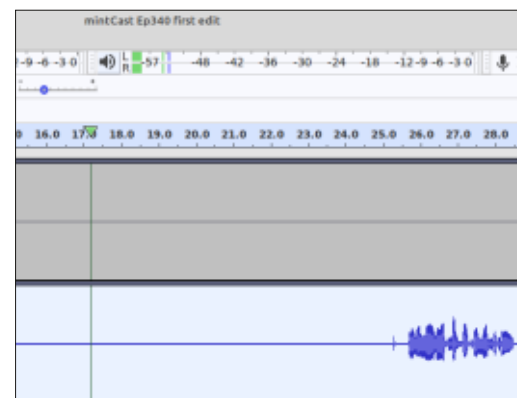 mintCast Ep340 first edit
-9 -6 -3 0 L R -57 -48 -42 -36 -30 -24 -18 -12 -9 -6 -3 0
- +
16.0 17.0 18.0 19.0 20.0 21.0 22.0 23.0 24.0 25.0 26.0 27.0 28.0